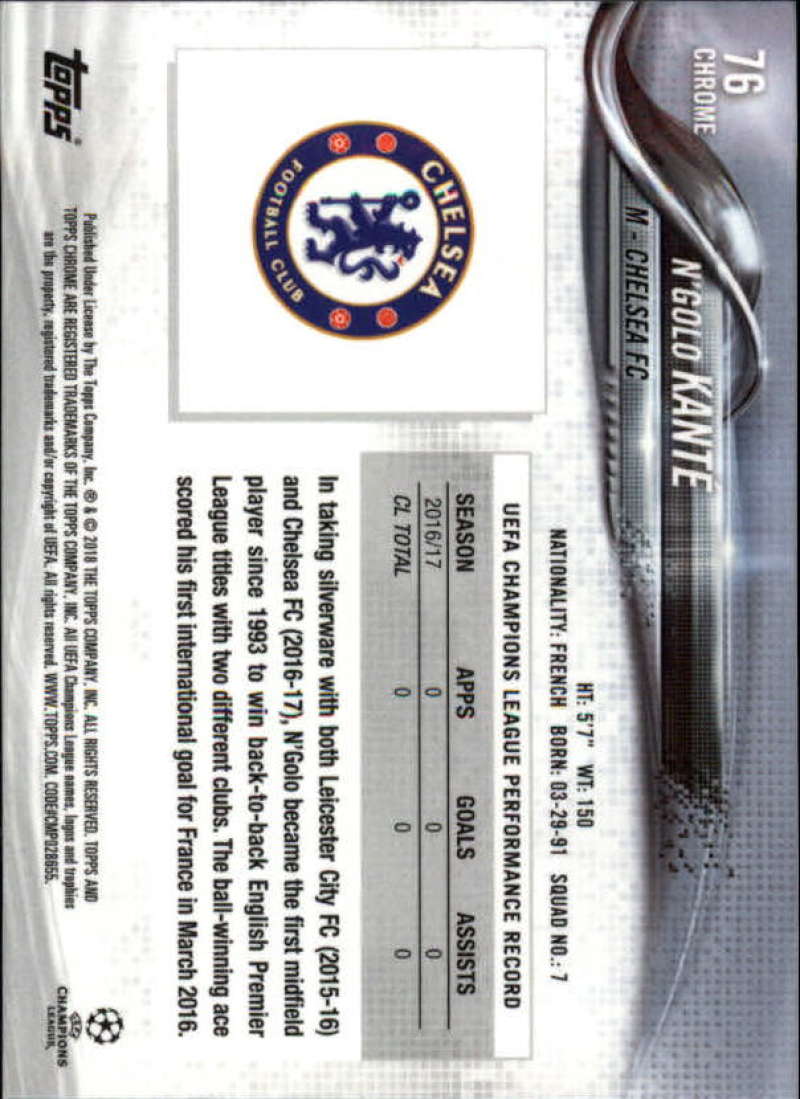 76
CHROME
N'GOLO KANTÉ
M - CHELSEA FC
HT: 5'7" WT: 150
NATIONALITY: FRENCH BORN: 03-29-91 SQUAD NO.: 7
CHELSEA
FOOTBALL CLUB
UEFA CHAMPIONS LEAGUE PERFORMANCE RECORD
SEASON APPS GOALS ASSISTS
2016/17 0 0 0
CL TOTAL 0 0 0
In taking silverware with both Leicester City FC (2015-16)
and Chelsea FC (2016-17), N'Golo became the first midfield
player since 1993 to win back-to-back English Premier
League titles with two different clubs. The ball-winning ace
scored his first international goal for France in March 2016.
topps®
Published Under License by The Topps Company, Inc. ® & © 2018 THE TOPPS COMPANY, INC. ALL RIGHTS RESERVED. TOPPS AND
TOPPS CHROME ARE REGISTERED TRADEMARKS OF THE TOPPS COMPANY, INC. All UEFA Champions League names, logos and trophies
are the property, registered trademarks and/or copyright of UEFA. All rights reserved. WWW.TOPPS.COM. CODE#CMP028655.
UEFA
CHAMPIONS
LEAGUE®